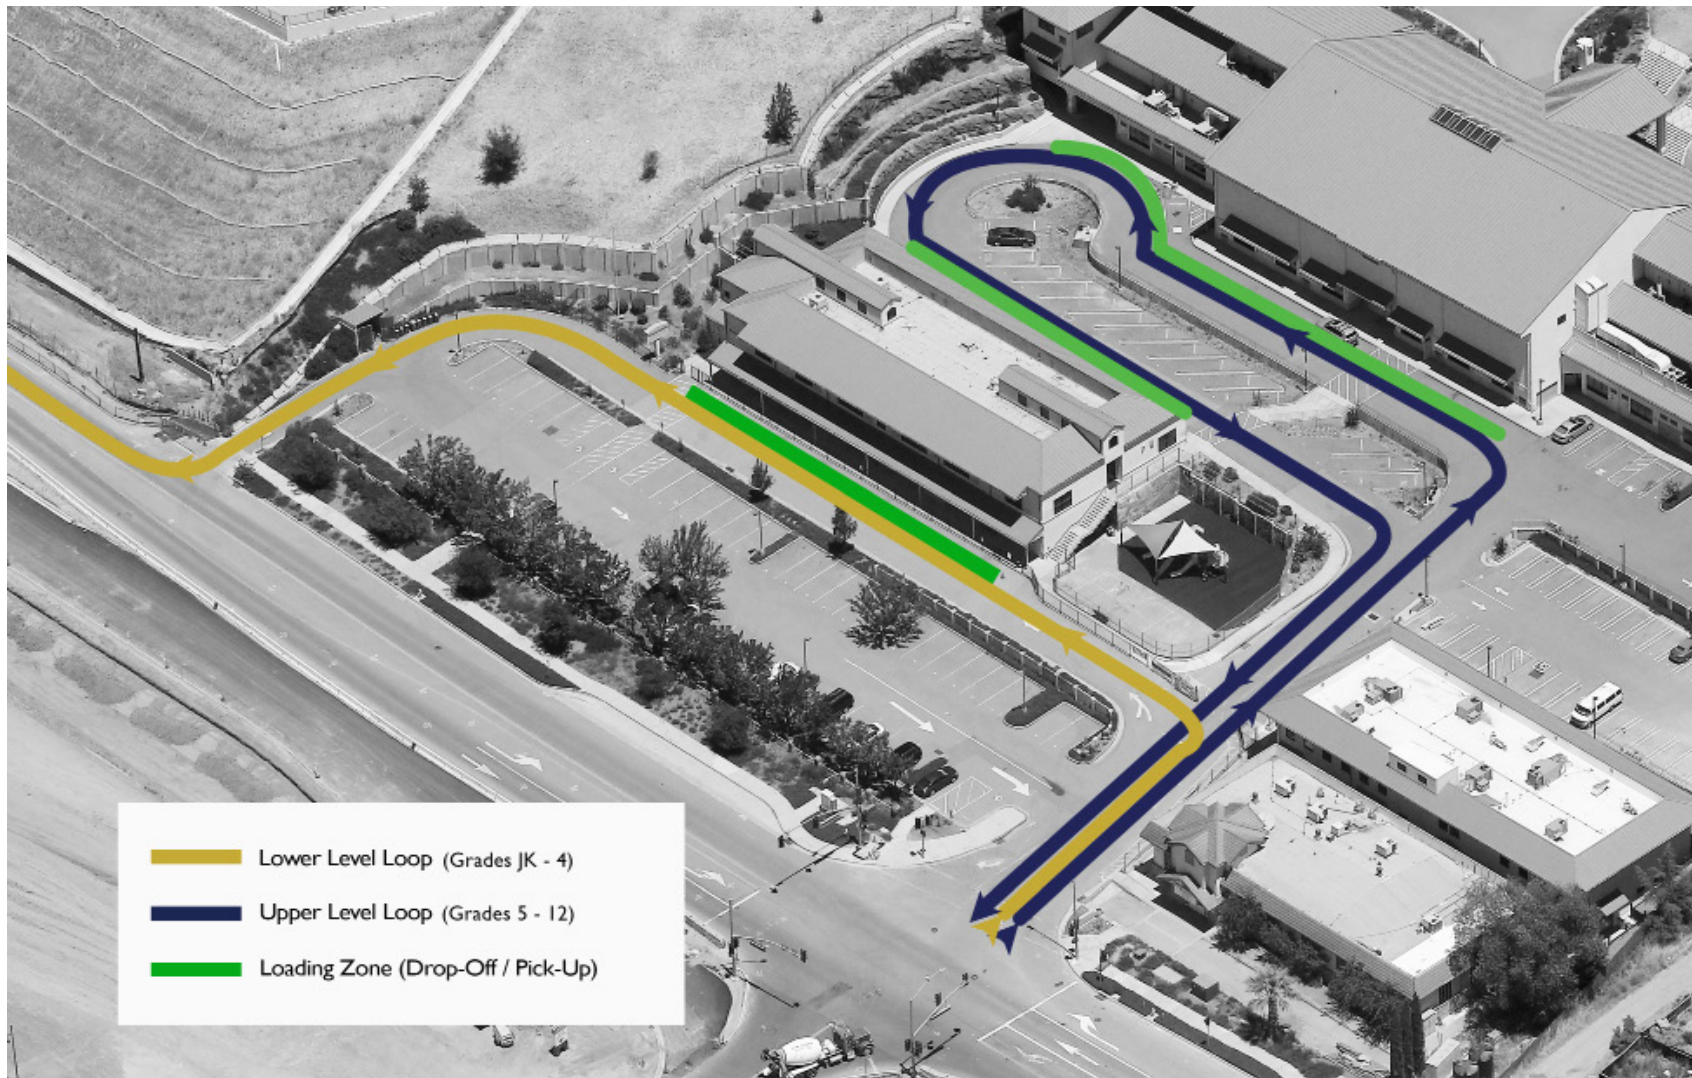 Lower Level Loop (Grades JK - 4)
Upper Level Loop (Grades 5 - 12)
Loading Zone (Drop-Off / Pick-Up)